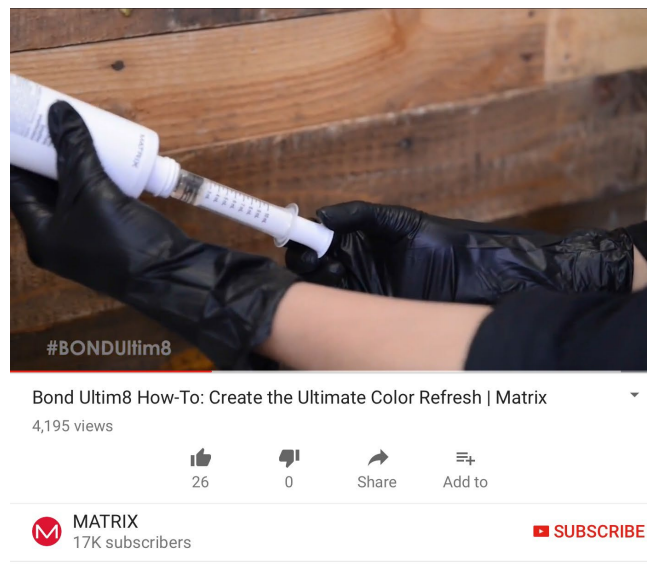 MATRIX
#BONDUltim8
Bond Ultim8 How-To: Create the Ultimate Color Refresh | Matrix
4,195 views
26
0
Share
Add to
MATRIX
17K subscribers
SUBSCRIBE